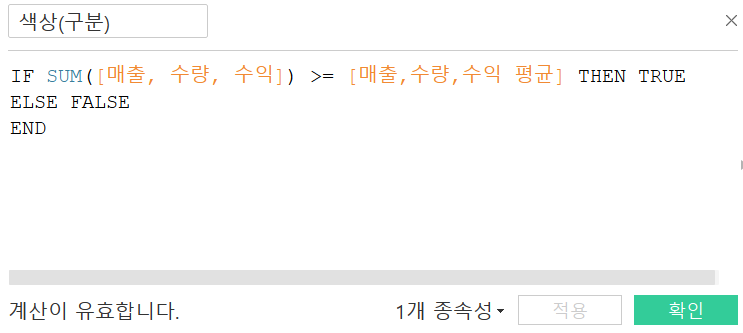 색상(구분)
IF SUM([매출, 수량, 수익]) >= [매출,수량,수익 평균] THEN TRUE
ELSE FALSE
END
계산이 유효합니다. 1개 종속성 적용 확인